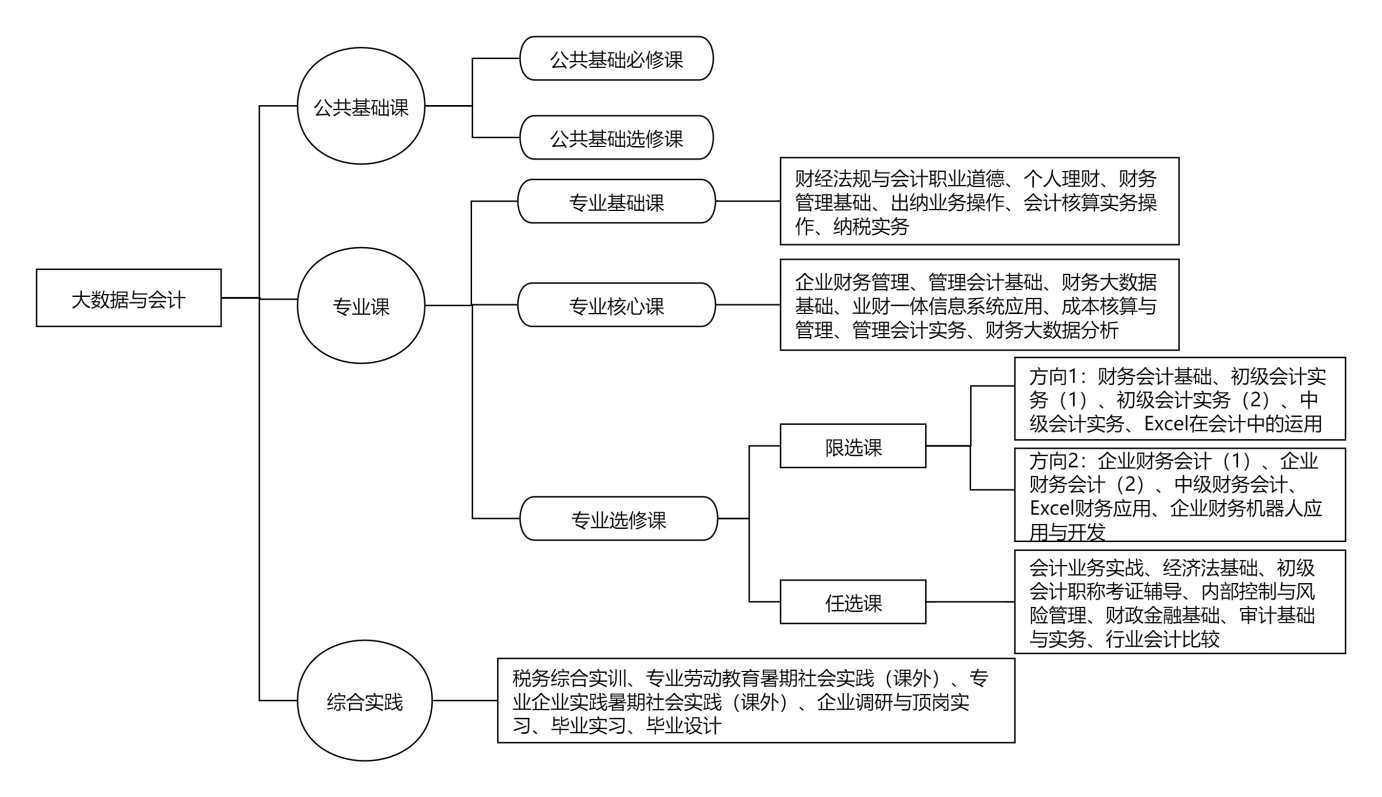 大数据与会计
公共基础课
公共基础必修课
公共基础选修课
专业课
专业基础课
财经法规与会计职业道德、个人理财、财务
管理基础、出纳业务操作、会计核算实务操
作、纳税实务
专业核心课
企业财务管理、管理会计基础、财务大数据
基础、业财一体信息系统应用、成本核算与
管理、管理会计实务、财务大数据分析
专业选修课
限选课
方向1：财务会计基础、初级会计实
务（1）、初级会计实务（2）、中
级会计实务、Excel在会计中的运用
方向2：企业财务会计（1）、企业
财务会计（2）、中级财务会计、
Excel财务应用、企业财务机器人应
用与开发
任选课
会计业务实战、经济法基础、初级
会计职称考证辅导、内部控制与风
险管理、财政金融基础、审计基础
与实务、行业会计比较
综合实践
税务综合实训、专业劳动教育暑期社会实践（课外）、专
业企业实践暑期社会实践（课外）、企业调研与顶岗实
习、毕业实习、毕业设计